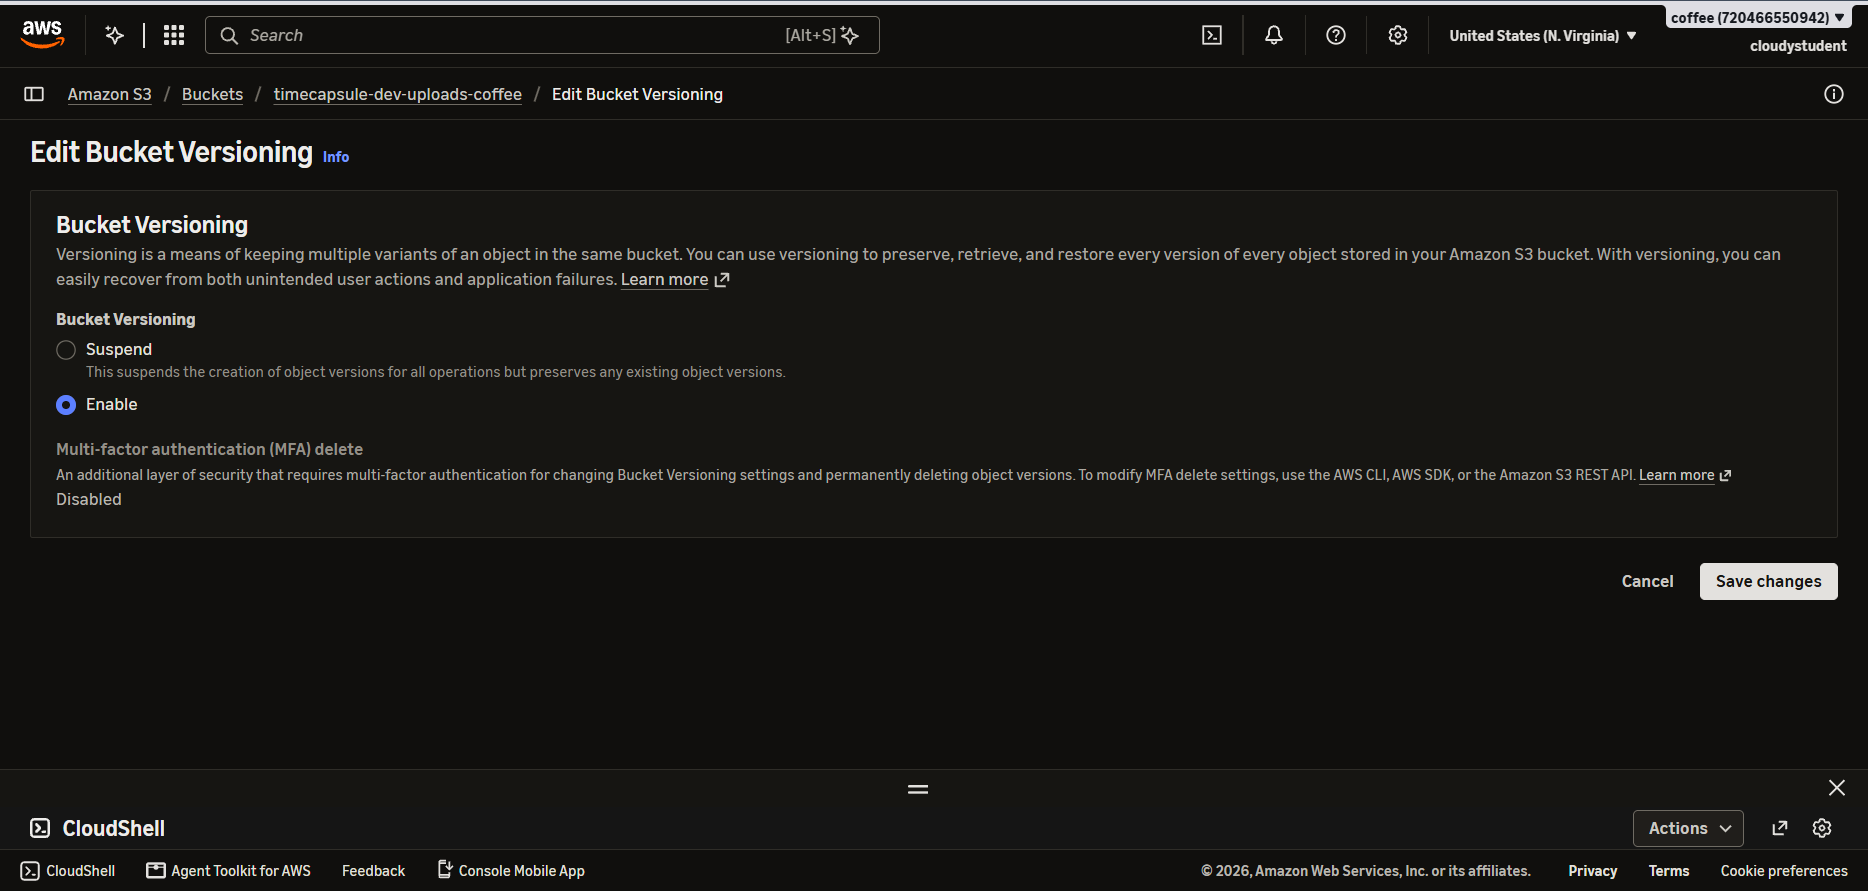 aws
Search [Alt+S]
United States (N. Virginia)
coffee (720466550942)
cloudystudent
Amazon S3 / Buckets / timecapsule-dev-uploads-coffee / Edit Bucket Versioning
Edit Bucket Versioning Info
Bucket Versioning
Versioning is a means of keeping multiple variants of an object in the same bucket. You can use versioning to preserve, retrieve, and restore every version of every object stored in your Amazon S3 bucket. With versioning, you can
easily recover from both unintended user actions and application failures. Learn more
Bucket Versioning
Suspend
This suspends the creation of object versions for all operations but preserves any existing object versions.
Enable
Multi-factor authentication (MFA) delete
An additional layer of security that requires multi-factor authentication for changing Bucket Versioning settings and permanently deleting object versions. To modify MFA delete settings, use the AWS CLI, AWS SDK, or the Amazon S3 REST API. Learn more
Disabled
Cancel Save changes
CloudShell
Actions
CloudShell Agent Toolkit for AWS Feedback Console Mobile App © 2026, Amazon Web Services, Inc. or its affiliates. Privacy Terms Cookie preferences